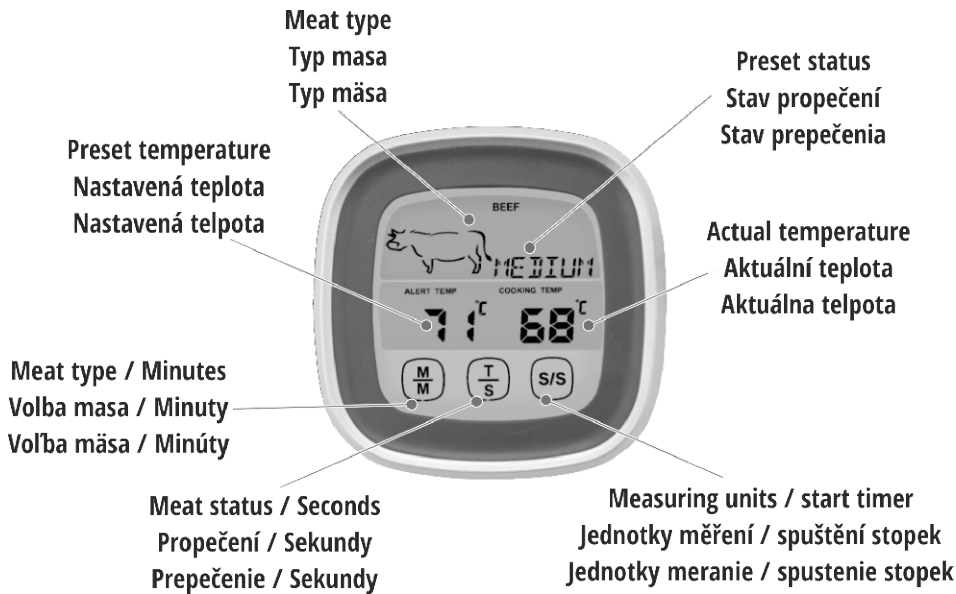 Meat type
Typ masa
Typ mäsa
Preset status
Stav propečení
Stav prepečenia
Preset temperature
Nastavená teplota
Nastavená telpota
Actual temperature
Aktuální teplota
Aktuálna telpota
BEEF
MEDIUM
ALERT TEMP COOKING TEMP
71°C 68°C
M/M T/S S/S
Meat type / Minutes
Volba masa / Minuty
Voľba mäsa / Minúty
Meat status / Seconds
Propečení / Sekundy
Prepečenie / Sekundy
Measuring units / start timer
Jednotky měření / spuštění stopek
Jednotky meranie / spustenie stopek